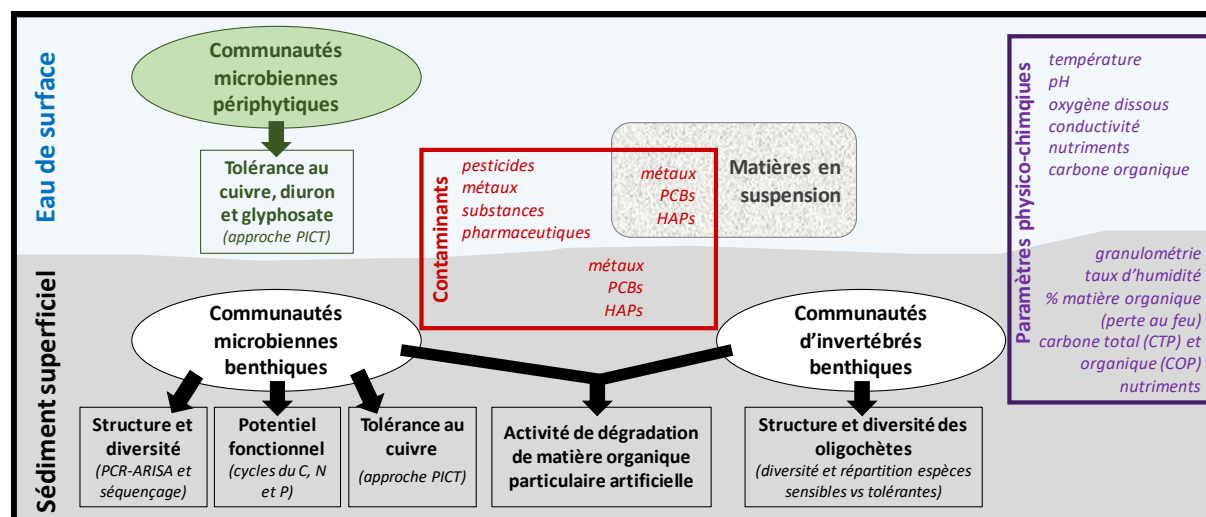 Eau de surface
Communautés
microbiennes
périphytiques
Tolérance au
cuivre, diuron
et glyphosate
(approche PICT)
Contaminants
pesticides
métaux
substances
pharmaceutiques
métaux
PCBs
HAPs
Matières en
suspension
métaux
PCBs
HAPs
Paramètres physico-chimqiues
température
pH
oxygène dissous
conductivité
nutriments
carbone organique
granulométrie
taux d'humidité
% matière organique
(perte au feu)
carbone total (CTP) et
organique (COP)
nutriments
Sédiment superficiel
Communautés
microbiennes
benthiques
Communautés
d'invertébrés
benthiques
Structure et
diversité
(PCR-ARISA et
séquençage)
Potentiel
fonctionnel
(cycles du C, N
et P)
Tolérance au
cuivre
(approche PICT)
Activité de dégradation
de matière organique
particulaire artificielle
Structure et diversité des
oligochètes
(diversité et répartition espèces
sensibles vs tolérantes)